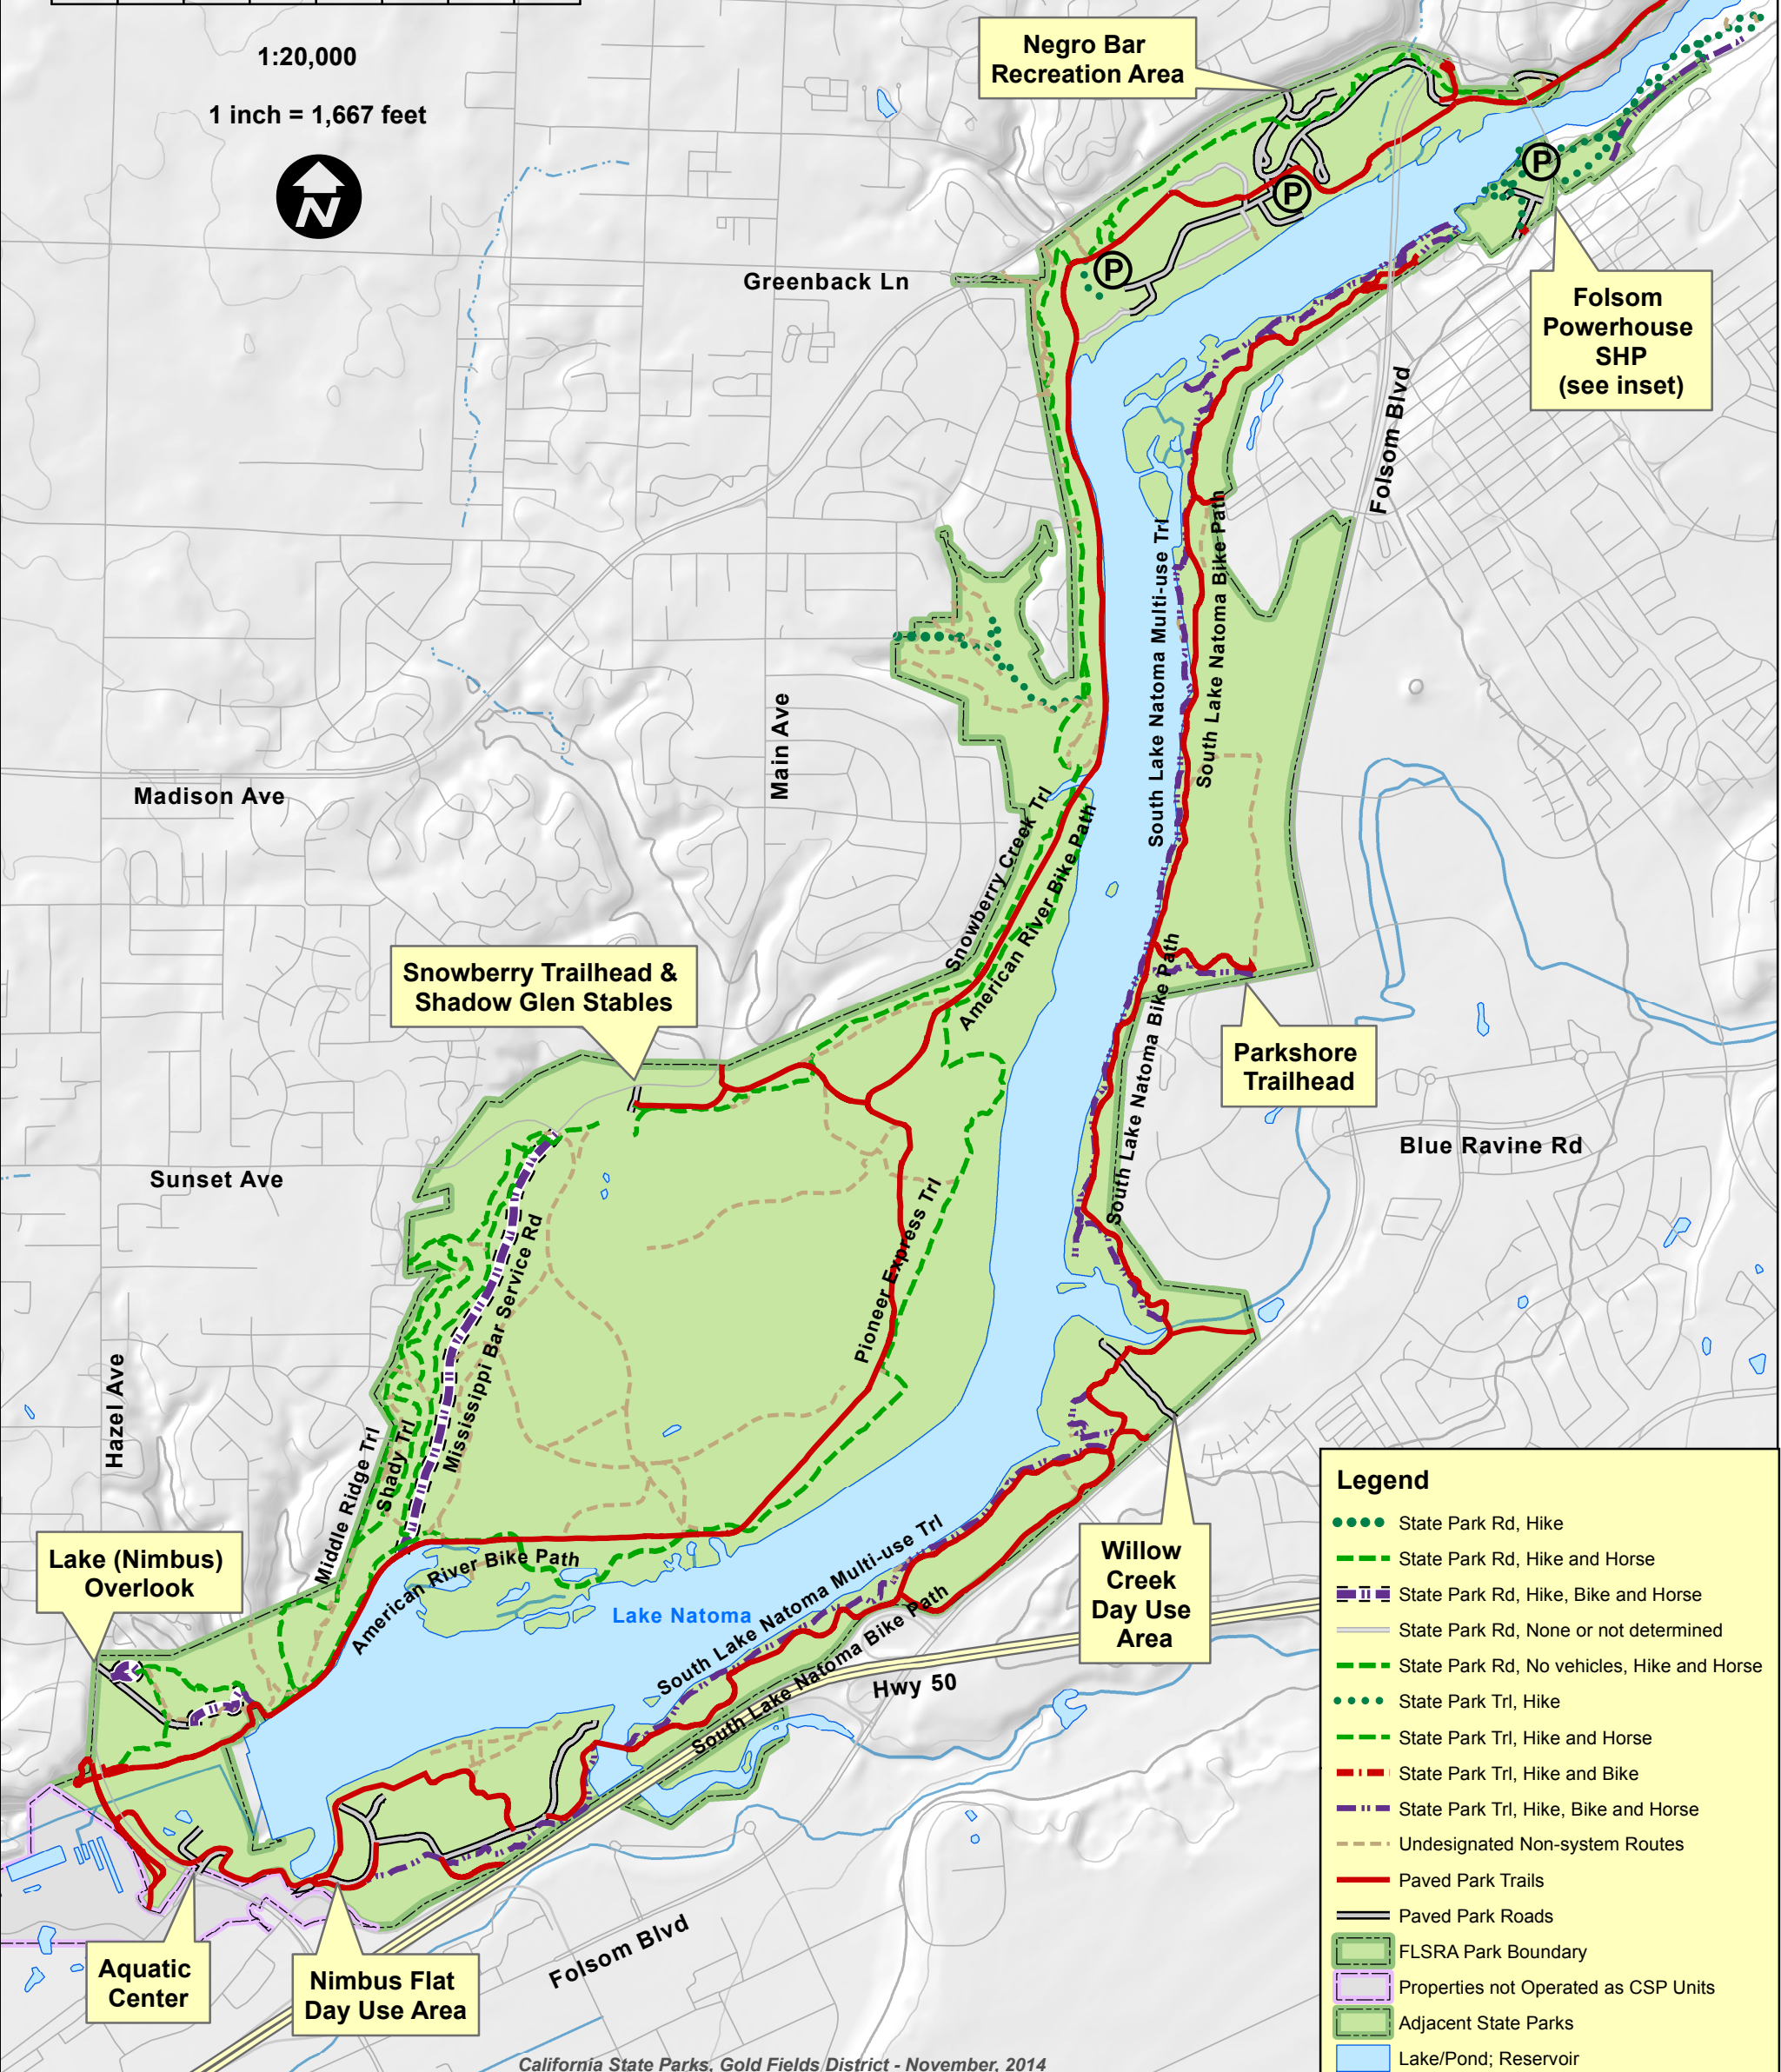 1:20,000
1 inch = 1,667 feet
N
Negro Bar
Recreation Area
P
P
P
Greenback Ln
Folsom
Powerhouse
SHP
(see inset)
Folsom Blvd
South Lake Natoma Multi-use Trl
South Lake Natoma Bike Path
Main Ave
Madison Ave
Snowberry Creek Trl
American River Bike Path
Snowberry Trailhead &
Shadow Glen Stables
South Lake Natoma Bike Path
Parkshore
Trailhead
Blue Ravine Rd
Sunset Ave
Mississippi Bar Service Rd
Pioneer Express Trl
Hazel Ave
Middle Ridge Trl
Shady Trl
Lake (Nimbus)
Overlook
American River Bike Path
Lake Natoma
South Lake Natoma Multi-use Trl
South Lake Natoma Bike Path
Willow
Creek
Day Use
Area
Hwy 50
Folsom Blvd
Aquatic
Center
Nimbus Flat
Day Use Area
Legend
State Park Rd, Hike
State Park Rd, Hike and Horse
State Park Rd, Hike, Bike and Horse
State Park Rd, None or not determined
State Park Rd, No vehicles, Hike and Horse
State Park Trl, Hike
State Park Trl, Hike and Horse
State Park Trl, Hike and Bike
State Park Trl, Hike, Bike and Horse
Undesignated Non-system Routes
Paved Park Trails
Paved Park Roads
FLSRA Park Boundary
Properties not Operated as CSP Units
Adjacent State Parks
Lake/Pond; Reservoir
California State Parks, Gold Fields District - November, 2014